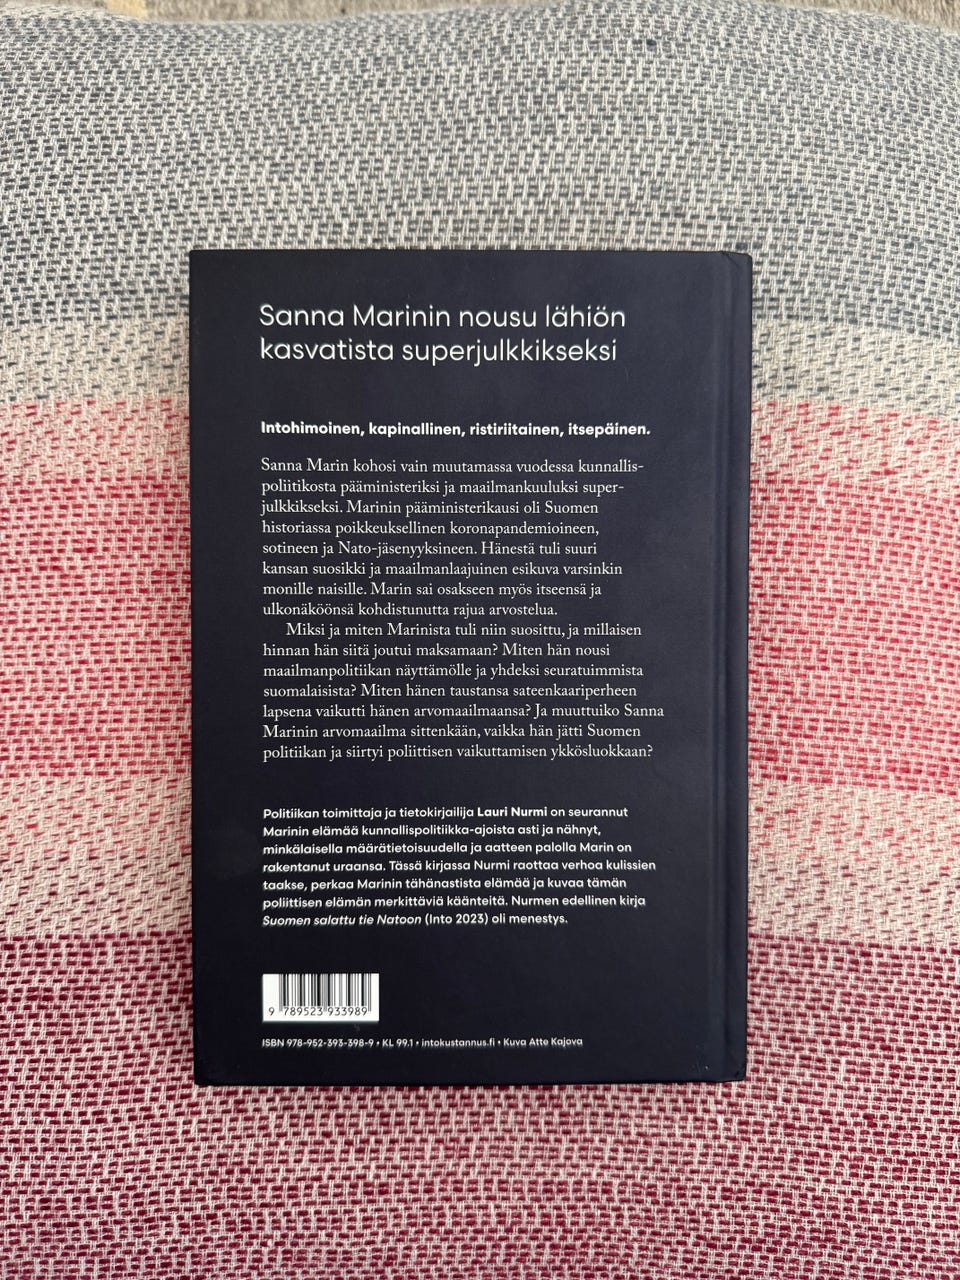 Sanna Marinin nousu lähiön
kasvatista superjulkkikseksi
Intohimoinen, kapinallinen, ristiriitainen, itsepäinen.
Sanna Marin kohosi vain muutamassa vuodessa kunnallis-
poliitikosta pääministeriksi ja maailmankuuluksi super-
julkkikseksi. Marinin pääministerikausi oli Suomen
historiassa poikkeuksellinen koronapandemioineen,
sotineen ja Nato-jäsenyyksineen. Hänestä tuli suuri
kansan suosikki ja maailmanlaajuinen esikuva varsinkin
monille naisille. Marin sai osakseen myös itseensä ja
ulkonäköönsä kohdistunutta rajua arvostelua.
Miksi ja miten Marinista tuli niin suosittu, ja millaisen
hinnan hän siitä joutui maksamaan? Miten hän nousi
maailmanpolitiikan näyttämölle ja yhdeksi seuratuimmista
suomalaisista? Miten hänen taustansa sateenkaariperheen
lapsena vaikutti hänen arvomaailmaansa? Ja muuttuiko Sanna
Marinin arvomaailma sittenkään, vaikka hän jätti Suomen
politiikan ja siirtyi poliittisen vaikuttamisen ykkösluokkaan?
Politiikan toimittaja ja tietokirjailija Lauri Nurmi on seurannut
Marinin elämää kunnallispolitiikka-ajoista asti ja nähnyt,
minkälaisella määrätietoisuudella ja aatteen palolla Marin on
rakentanut uraansa. Tässä kirjassa Nurmi raottaa verhoa kulissien
taakse, perkaa Marinin tähänastista elämää ja kuvaa tämän
poliittisen elämän merkittäviä käänteitä. Nurmen edellinen kirja
Suomen salattu tie Natoon (Into 2023) oli menestys.
9 789523 933989
ISBN 978-952-393-398-9 • KL 99.1 • intokustannus.fi • Kuva Atte Kajova